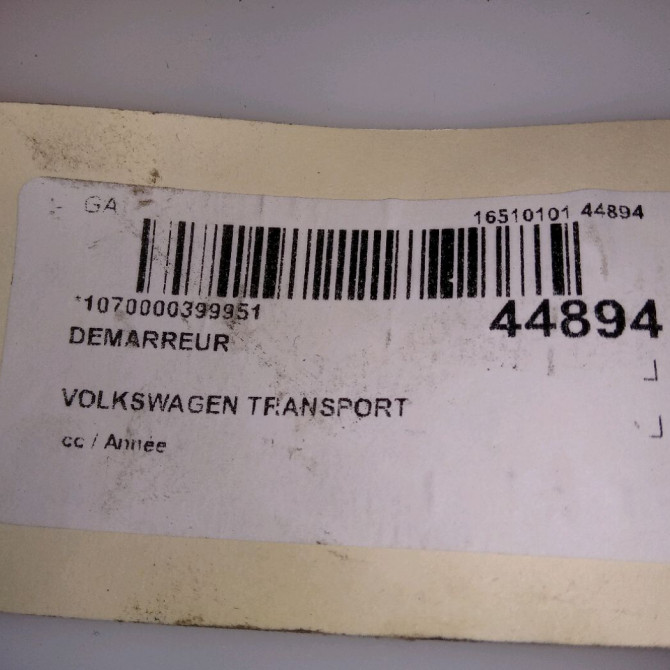 GA
16510101 44894
*1070000399951
44894
DEMARREUR
VOLKSWAGEN TRANSPORT
cc / Année